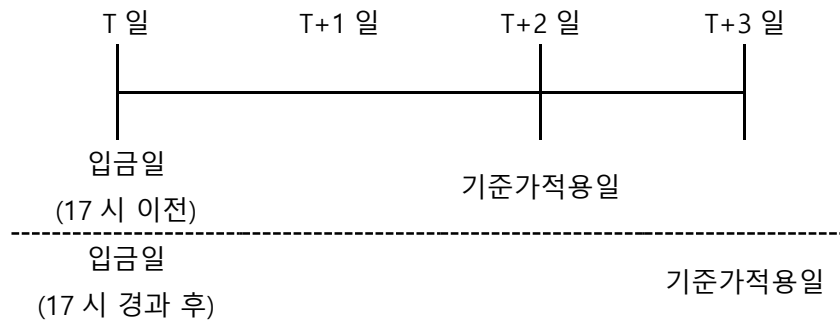 T 일 T+1 일 T+2 일 T+3 일
입금일
(17 시 이전)
기준가적용일
입금일
(17 시 경과 후)
기준가적용일